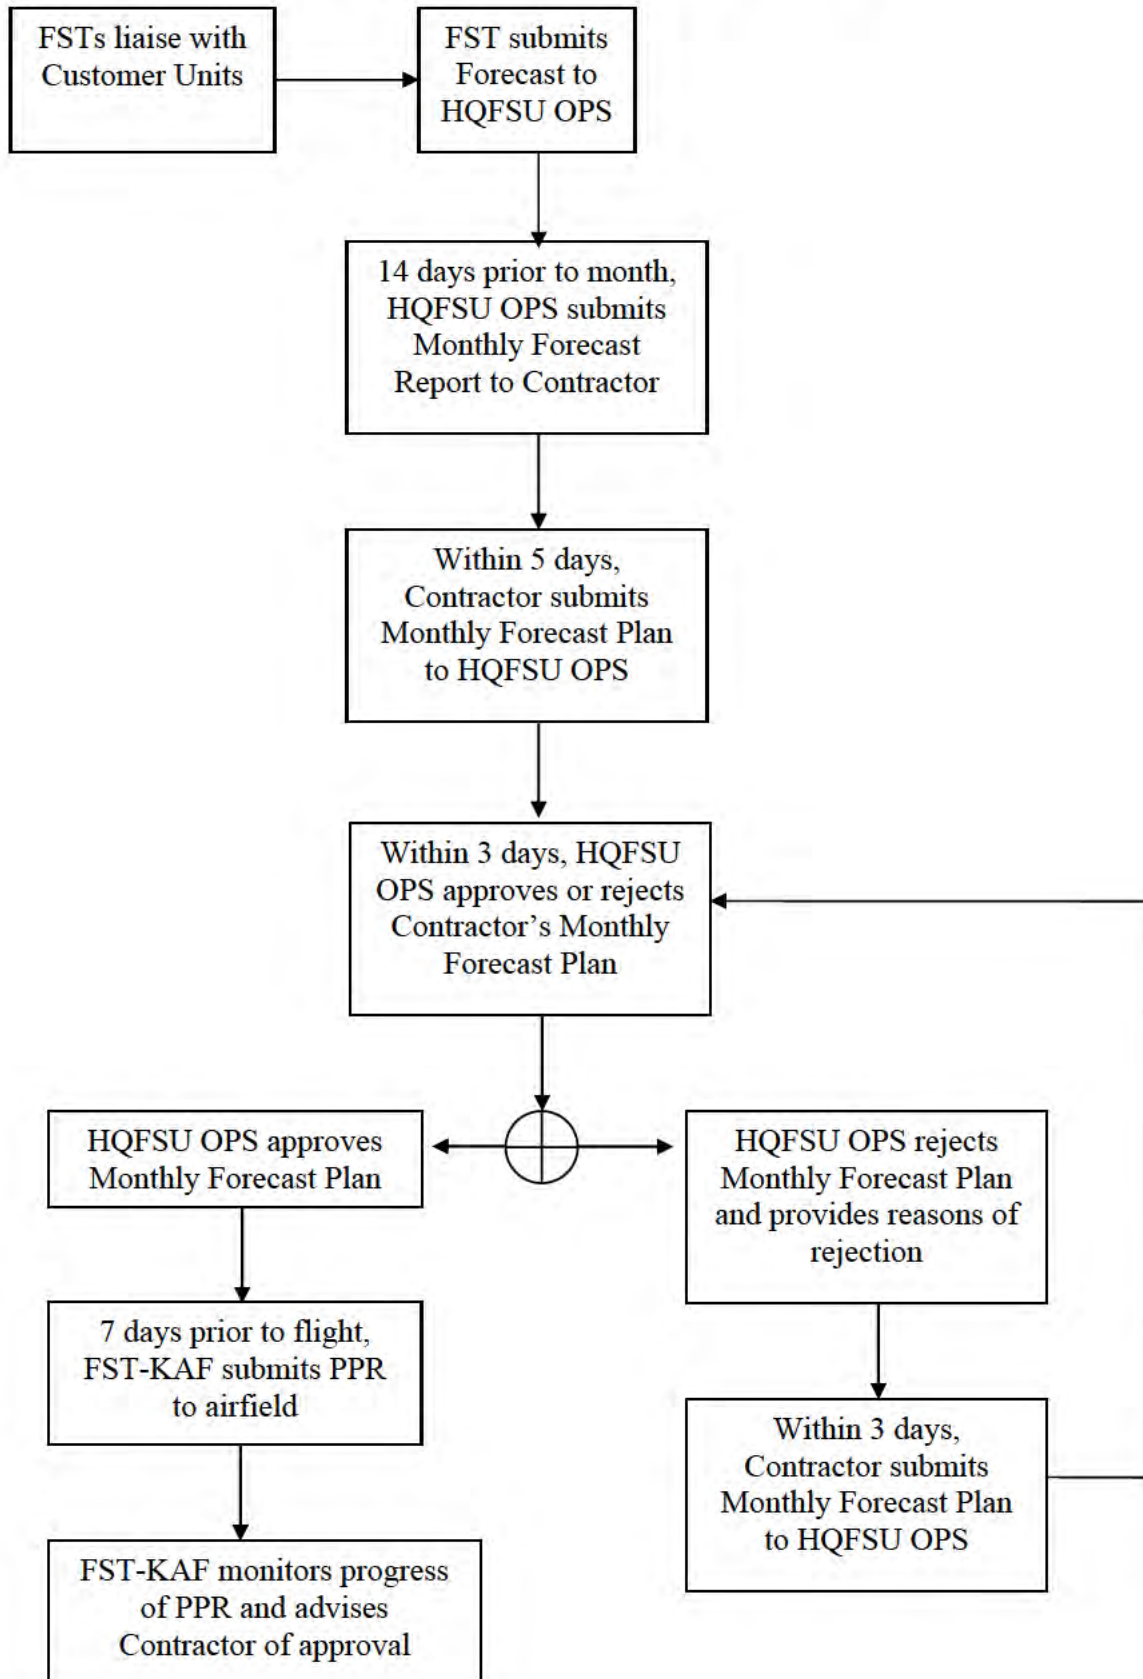 FSTs liaise with
Customer Units
FST submits
Forecast to
HQFSU OPS
14 days prior to month,
HQFSU OPS submits
Monthly Forecast
Report to Contractor
Within 5 days,
Contractor submits
Monthly Forecast Plan
to HQFSU OPS
Within 3 days, HQFSU
OPS approves or rejects
Contractor’s Monthly
Forecast Plan
HQFSU OPS approves
Monthly Forecast Plan
HQFSU OPS rejects
Monthly Forecast Plan
and provides reasons of
rejection
7 days prior to flight,
FST-KAF submits PPR
to airfield
Within 3 days,
Contractor submits
Monthly Forecast Plan
to HQFSU OPS
FST-KAF monitors progress
of PPR and advises
Contractor of approval